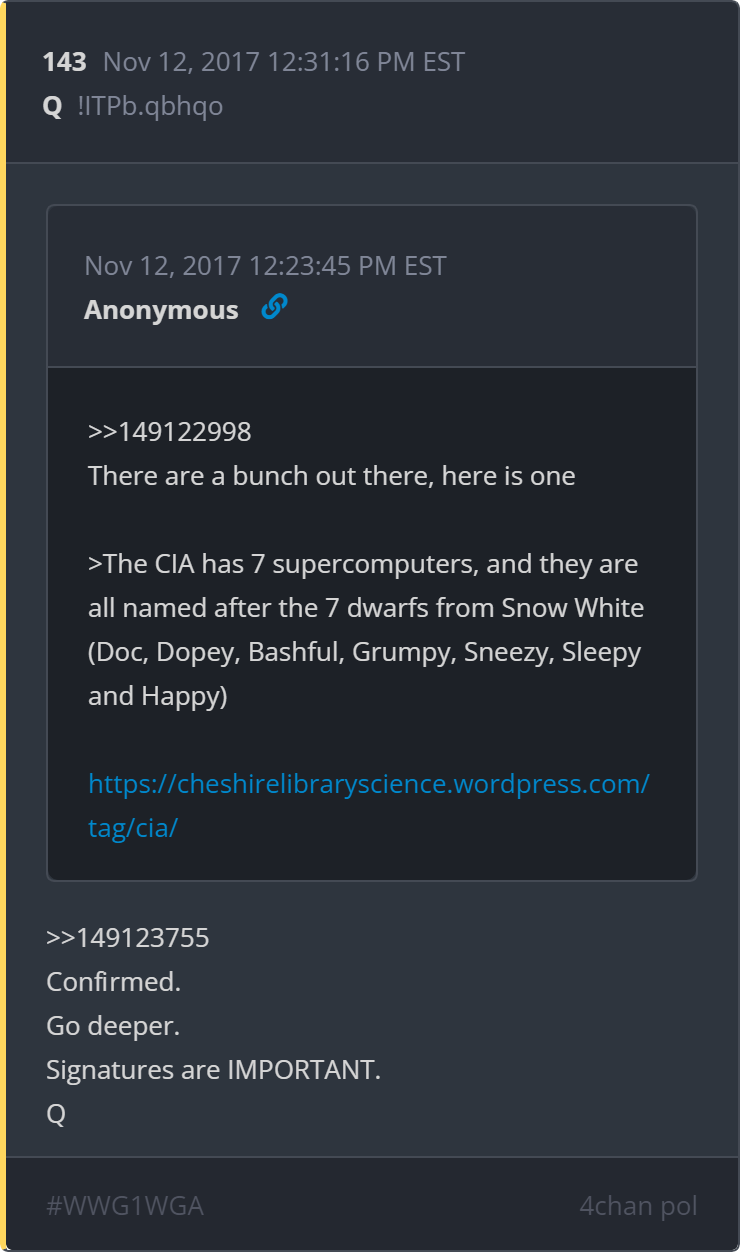 143 Nov 12, 2017 12:31:16 PM EST
Q !ITPb.qbhqo
Nov 12, 2017 12:23:45 PM EST
Anonymous
>>149122998
There are a bunch out there, here is one
>The CIA has 7 supercomputers, and they are
all named after the 7 dwarfs from Snow White
(Doc, Dopey, Bashful, Grumpy, Sneezy, Sleepy
and Happy)
https://cheshirelibraryscience.wordpress.com/
tag/cia/
>>149123755
Confirmed.
Go deeper.
Signatures are IMPORTANT.
Q
#WWG1WGA 4chan pol